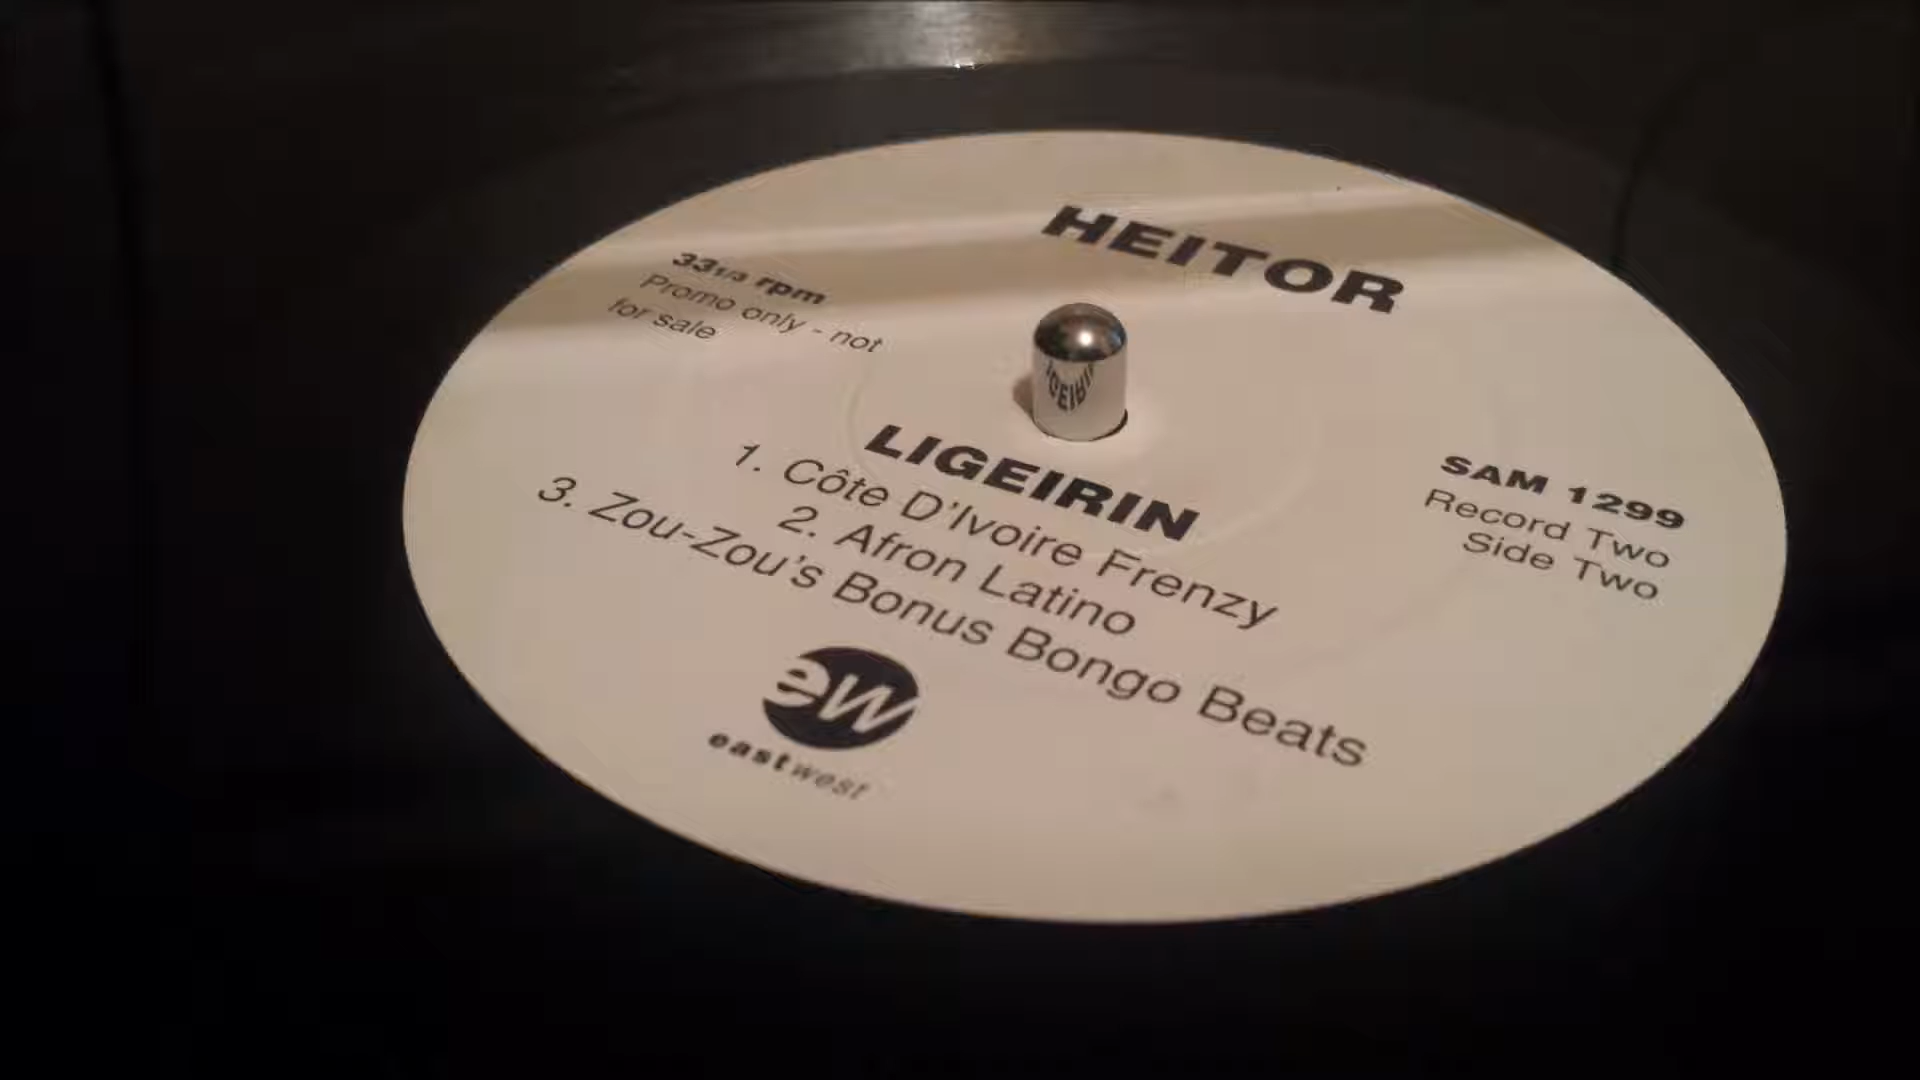 HEITOR
33 1/3 rpm
Promo only - not
for sale
LIGEIRIN
1. Côte D'Ivoire Frenzy
2. Afron Latino
3. Zou-Zou's Bonus Bongo Beats
SAM 1299
Record Two
Side Two
ew
eastwest